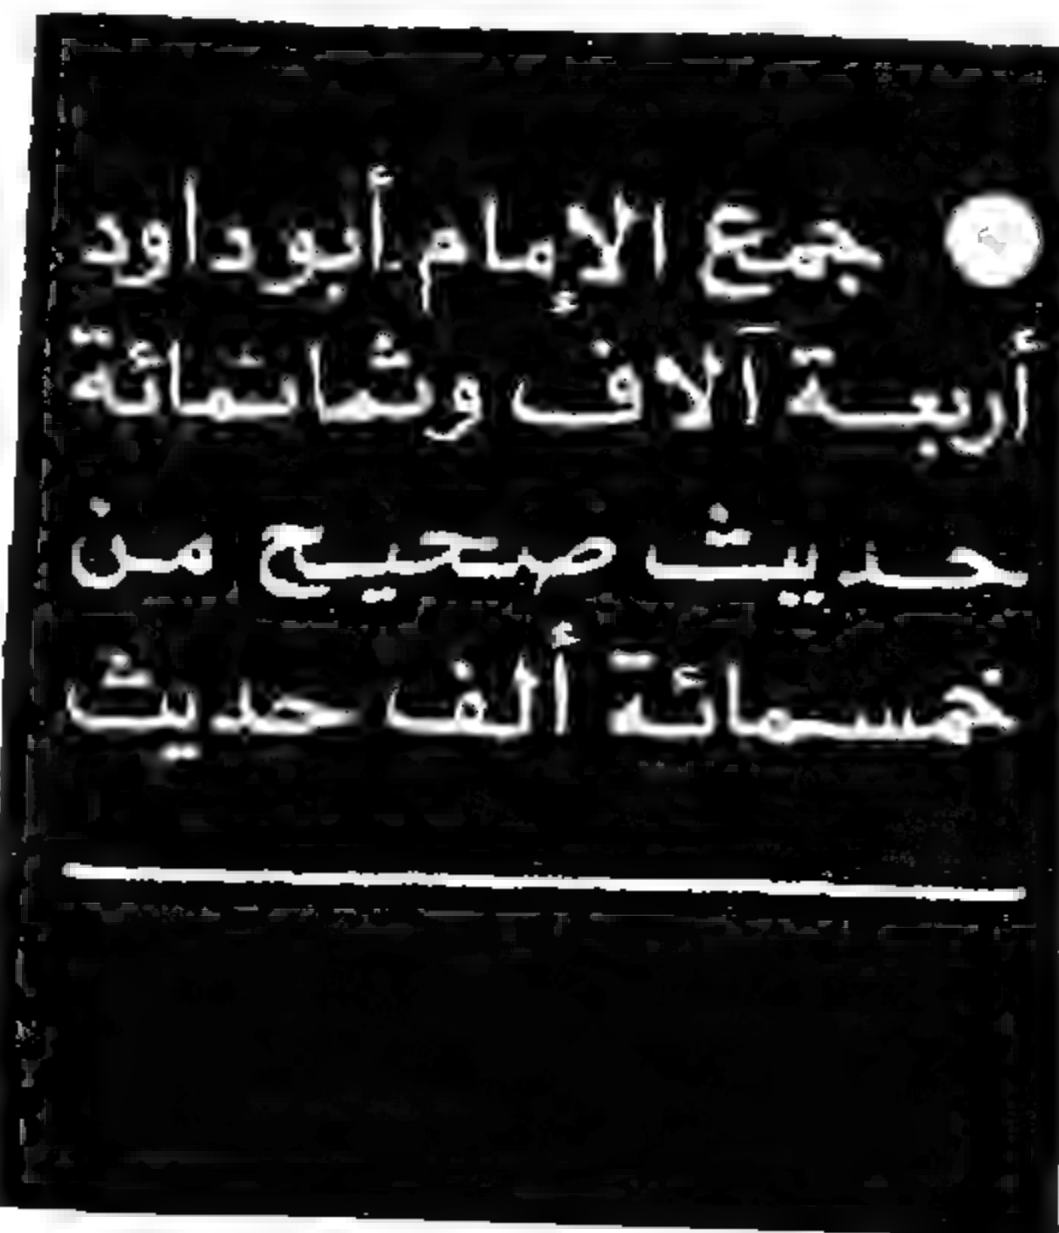 ● جمع الإمام أبو داود
أربعة آلاف وثمانمائة
حديث صحيح من
خمسمائة ألف حديث